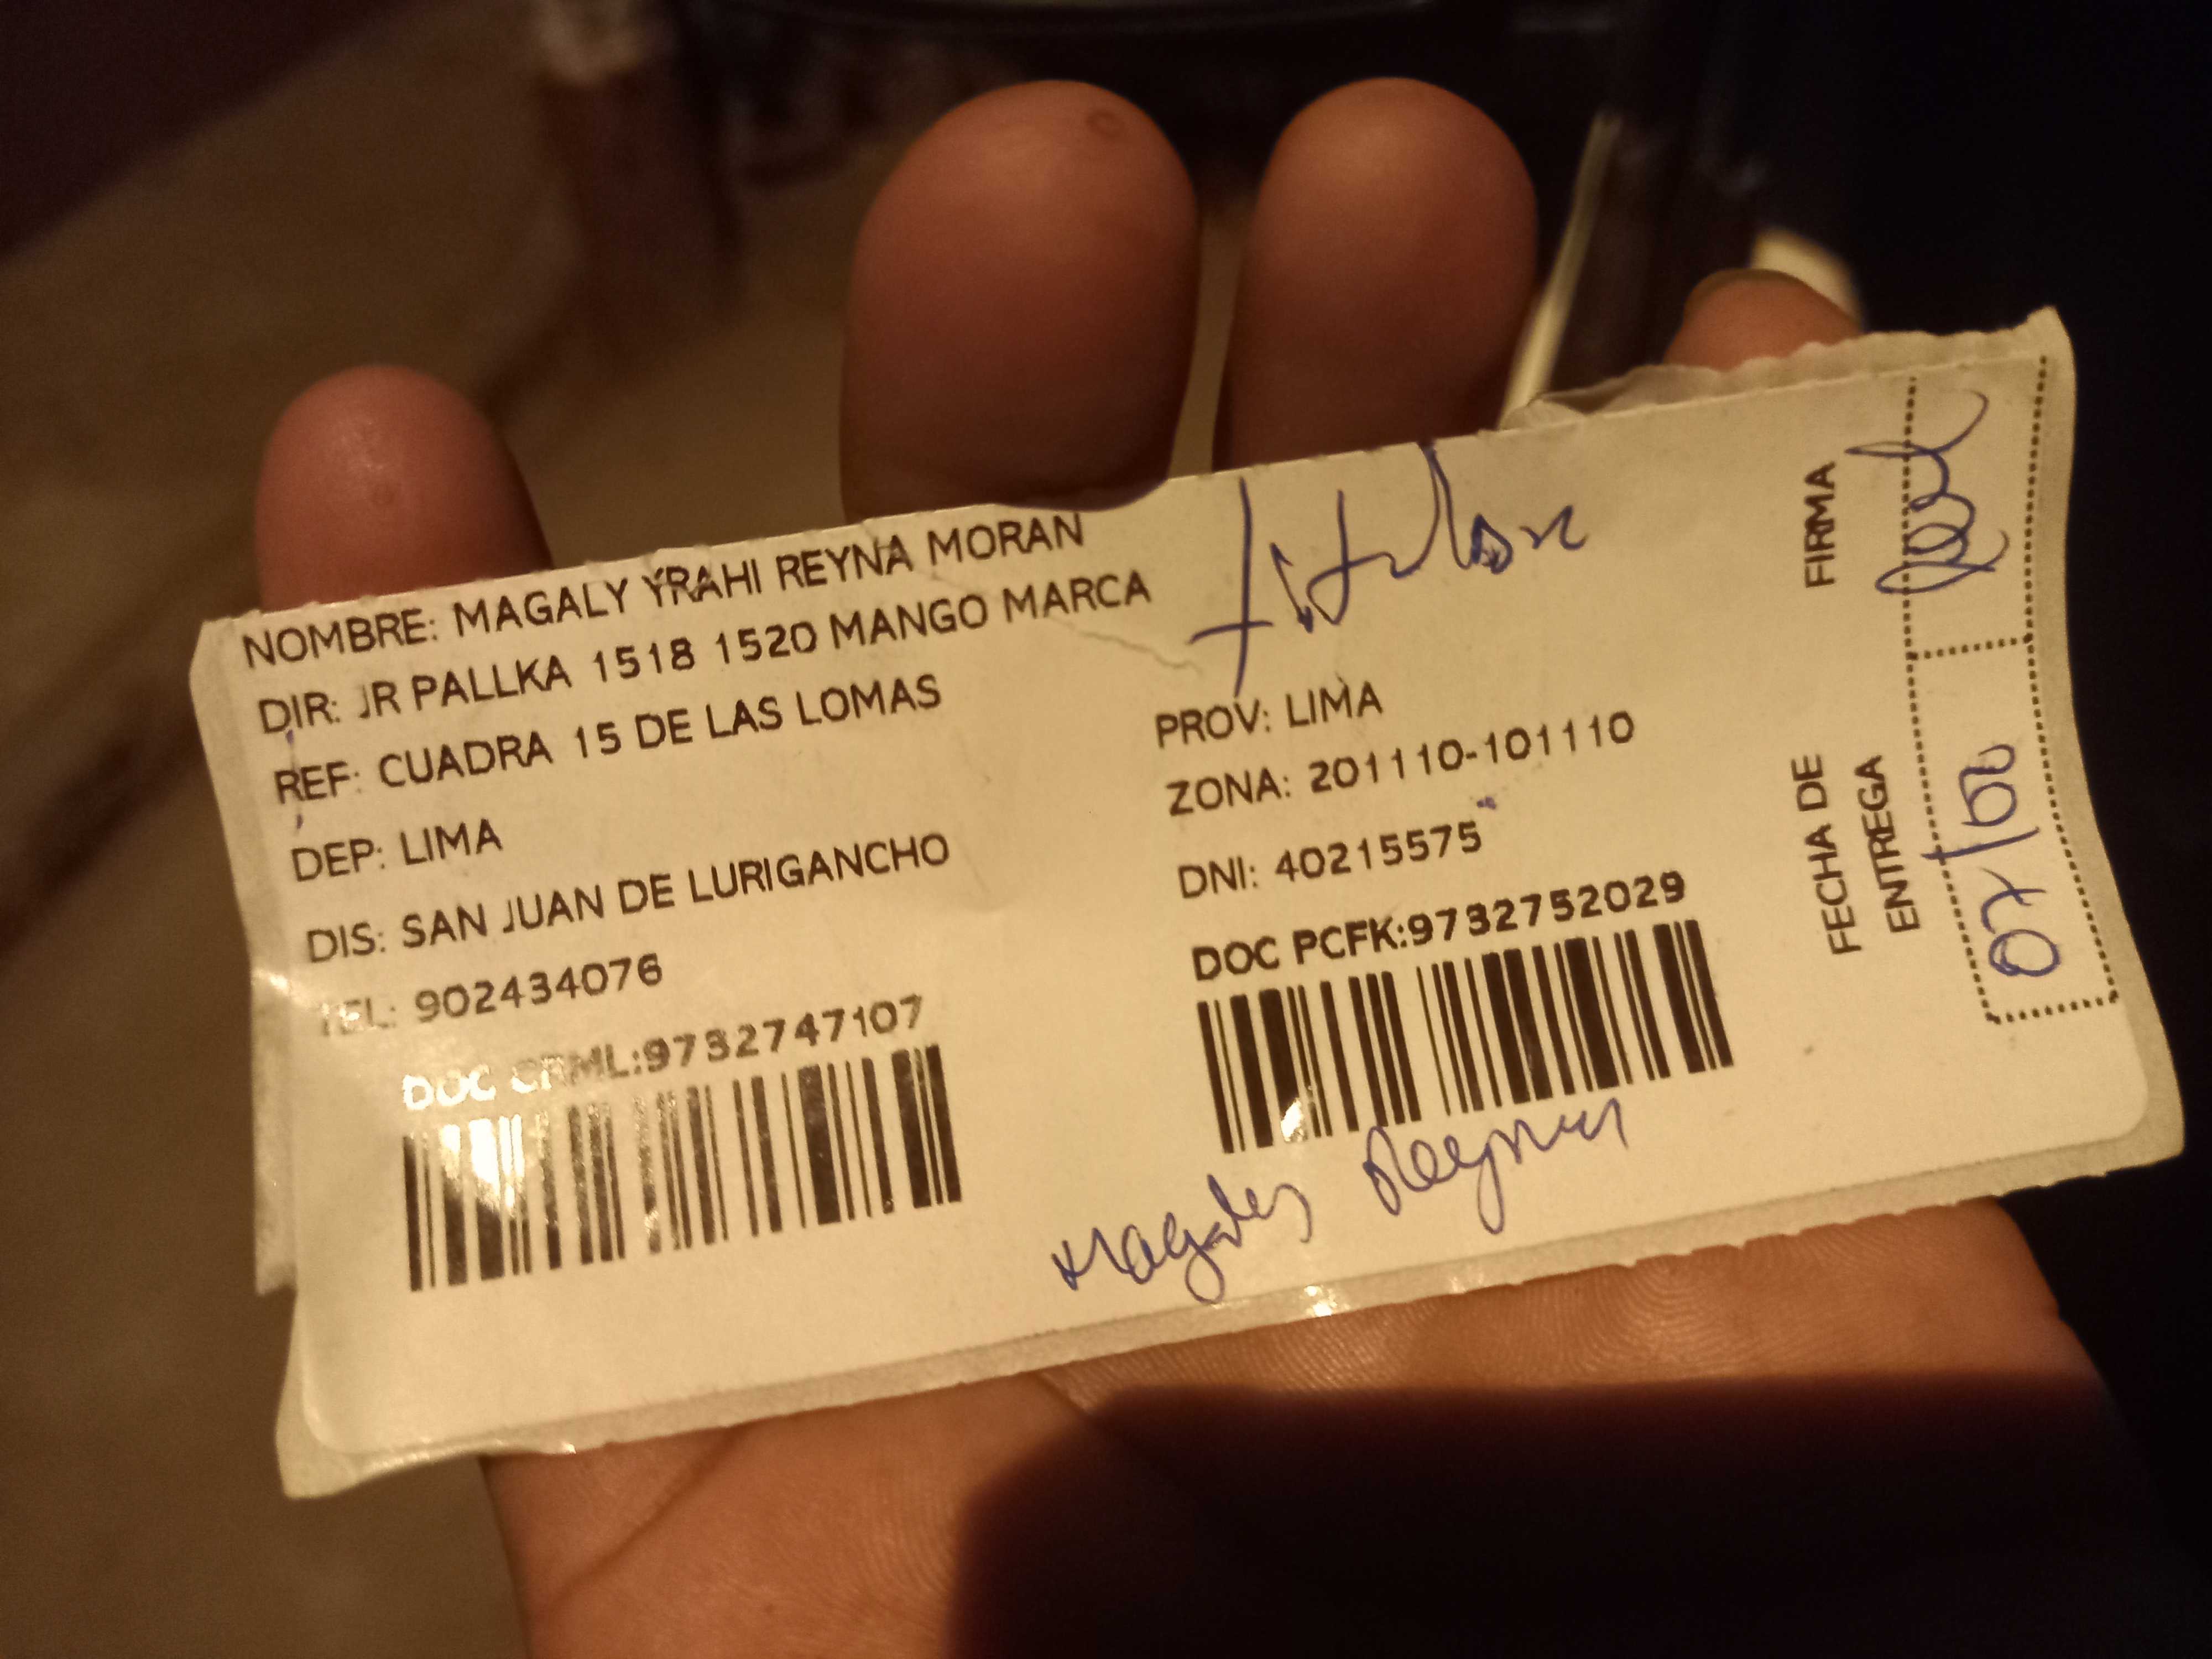 NOMBRE: MAGALY YRAHI REYNA MORAN
DIR: JR PALLKA 1518 1520 MANGO MARCA
REF: CUADRA 15 DE LAS LOMAS
DEP: LIMA
DIS: SAN JUAN DE LURIGANCHO
TEL: 902434076
DOC CRML:9732747107
titular
PROV: LIMA
ZONA: 201110-101110
DNI: 40215575
DOC PCFK:9732752029
Magaly Reyna
FIRMA
FECHA DE
ENTREGA